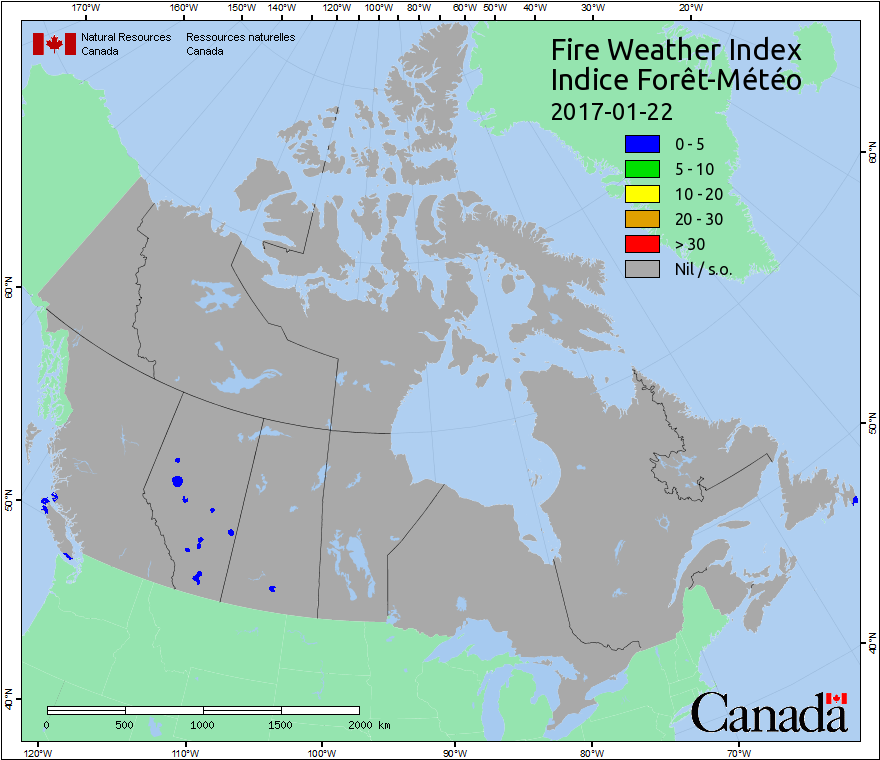 170°W 160°W 150°W 140°W 130°W 120°W 110°W 100°W 90°W 80°W 60°W 50°W 40°W 30°W 20°W
Natural Resources Ressources naturelles
Canada Canada
Fire Weather Index
Indice Forêt-Météo
2017-01-22
0 - 5
5 - 10
10 - 20
20 - 30
> 30
Nil / s.o.
60°N
60°N
50°N
50°N
40°N
40°N
0 500 1000 1500 2000 km
Canada
120°W 110°W 100°W 90°W 80°W 70°W